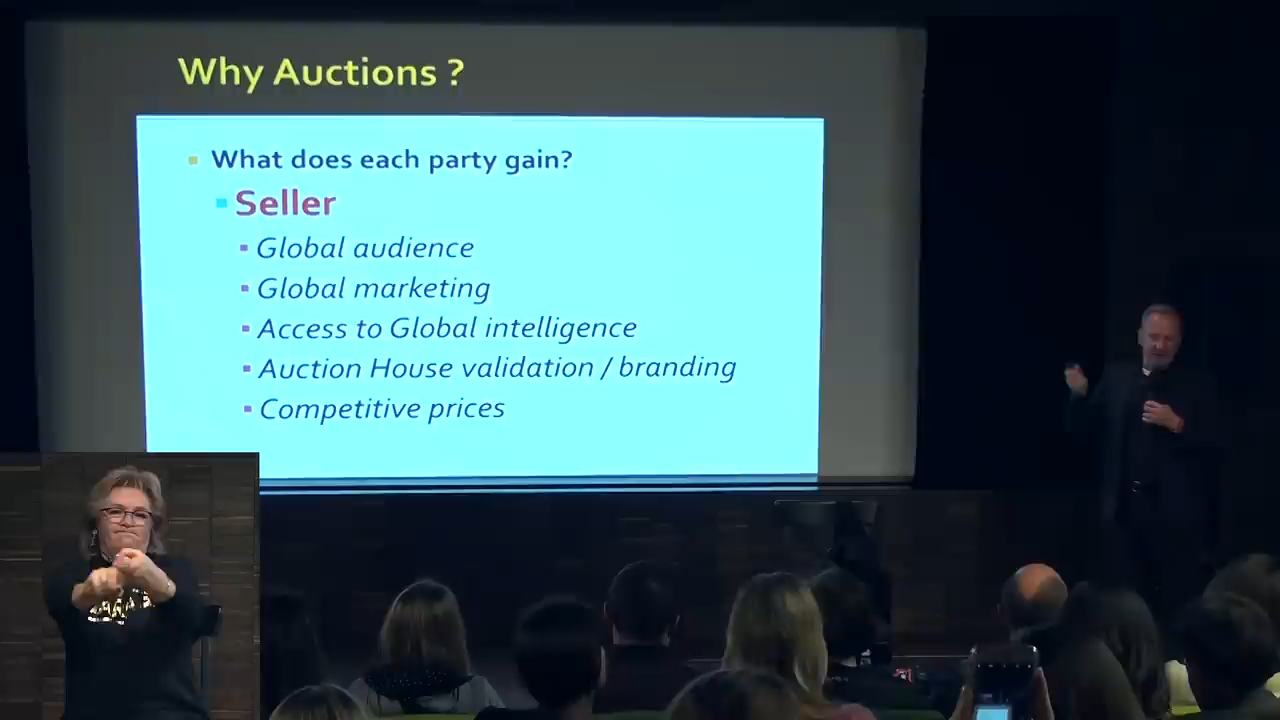 Why Auctions ?
What does each party gain?
Seller
Global audience
Global marketing
Access to Global intelligence
Auction House validation / branding
Competitive prices